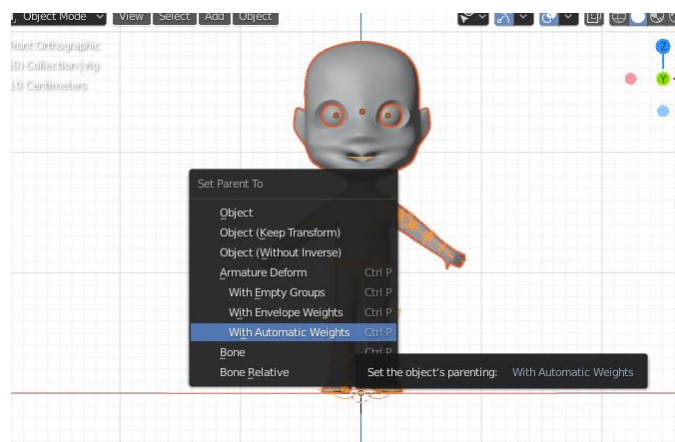 Object Mode View Select Add Object
Front Orthographic
(0) Collection | rig
10 Centimeters
Z
Y
Set Parent To
Object
Object (Keep Transform)
Object (Without Inverse)
Armature Deform Ctrl P
With Empty Groups Ctrl P
With Envelope Weights Ctrl P
With Automatic Weights Ctrl P
Bone Ctrl P
Bone Relative
Set the object's parenting: With Automatic Weights